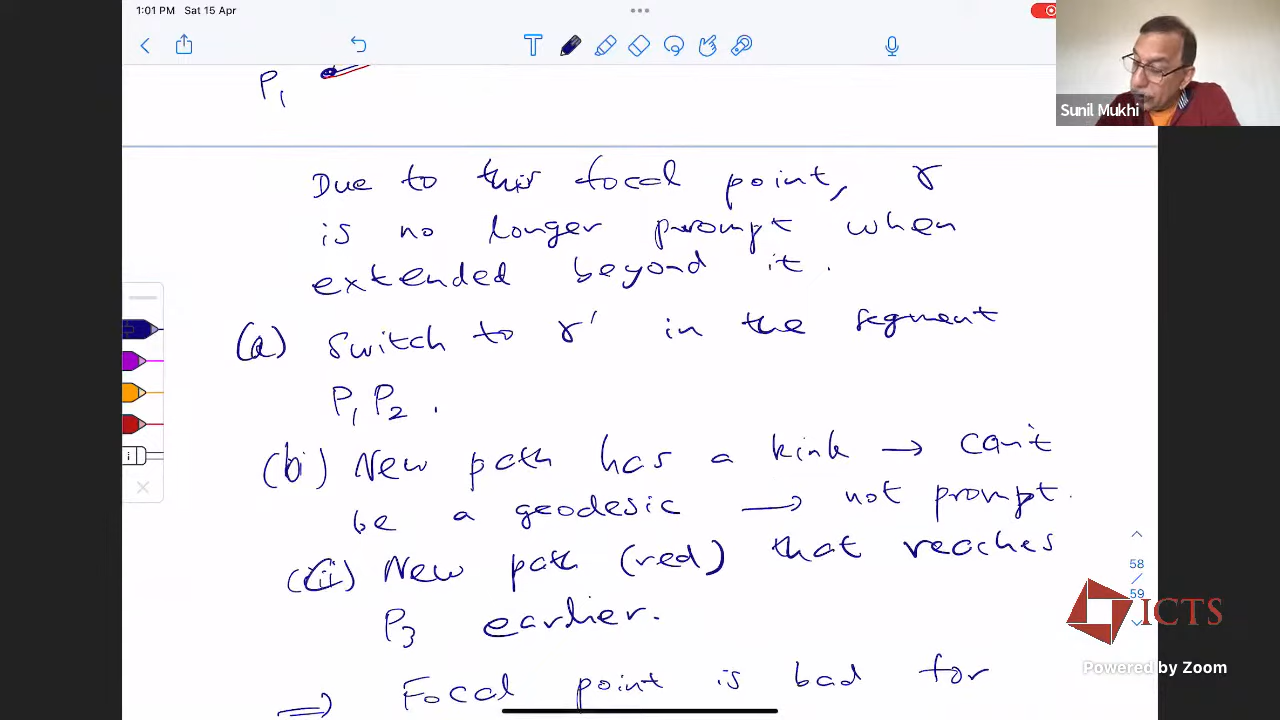 1:01 PM Sat 15 Apr
Sunil Mukhi
P1
Due to this focal point, γ
is no longer prompt when
extended beyond it.
(a) Switch to γ' in the segment
P1 P2.
(b) New path has a kink → can't
be a geodesic → not prompt.
(ii) New path (red) that reaches
P3 earlier.
⇒ Focal point is bad for
58
/
59
ICTS
Powered by Zoom